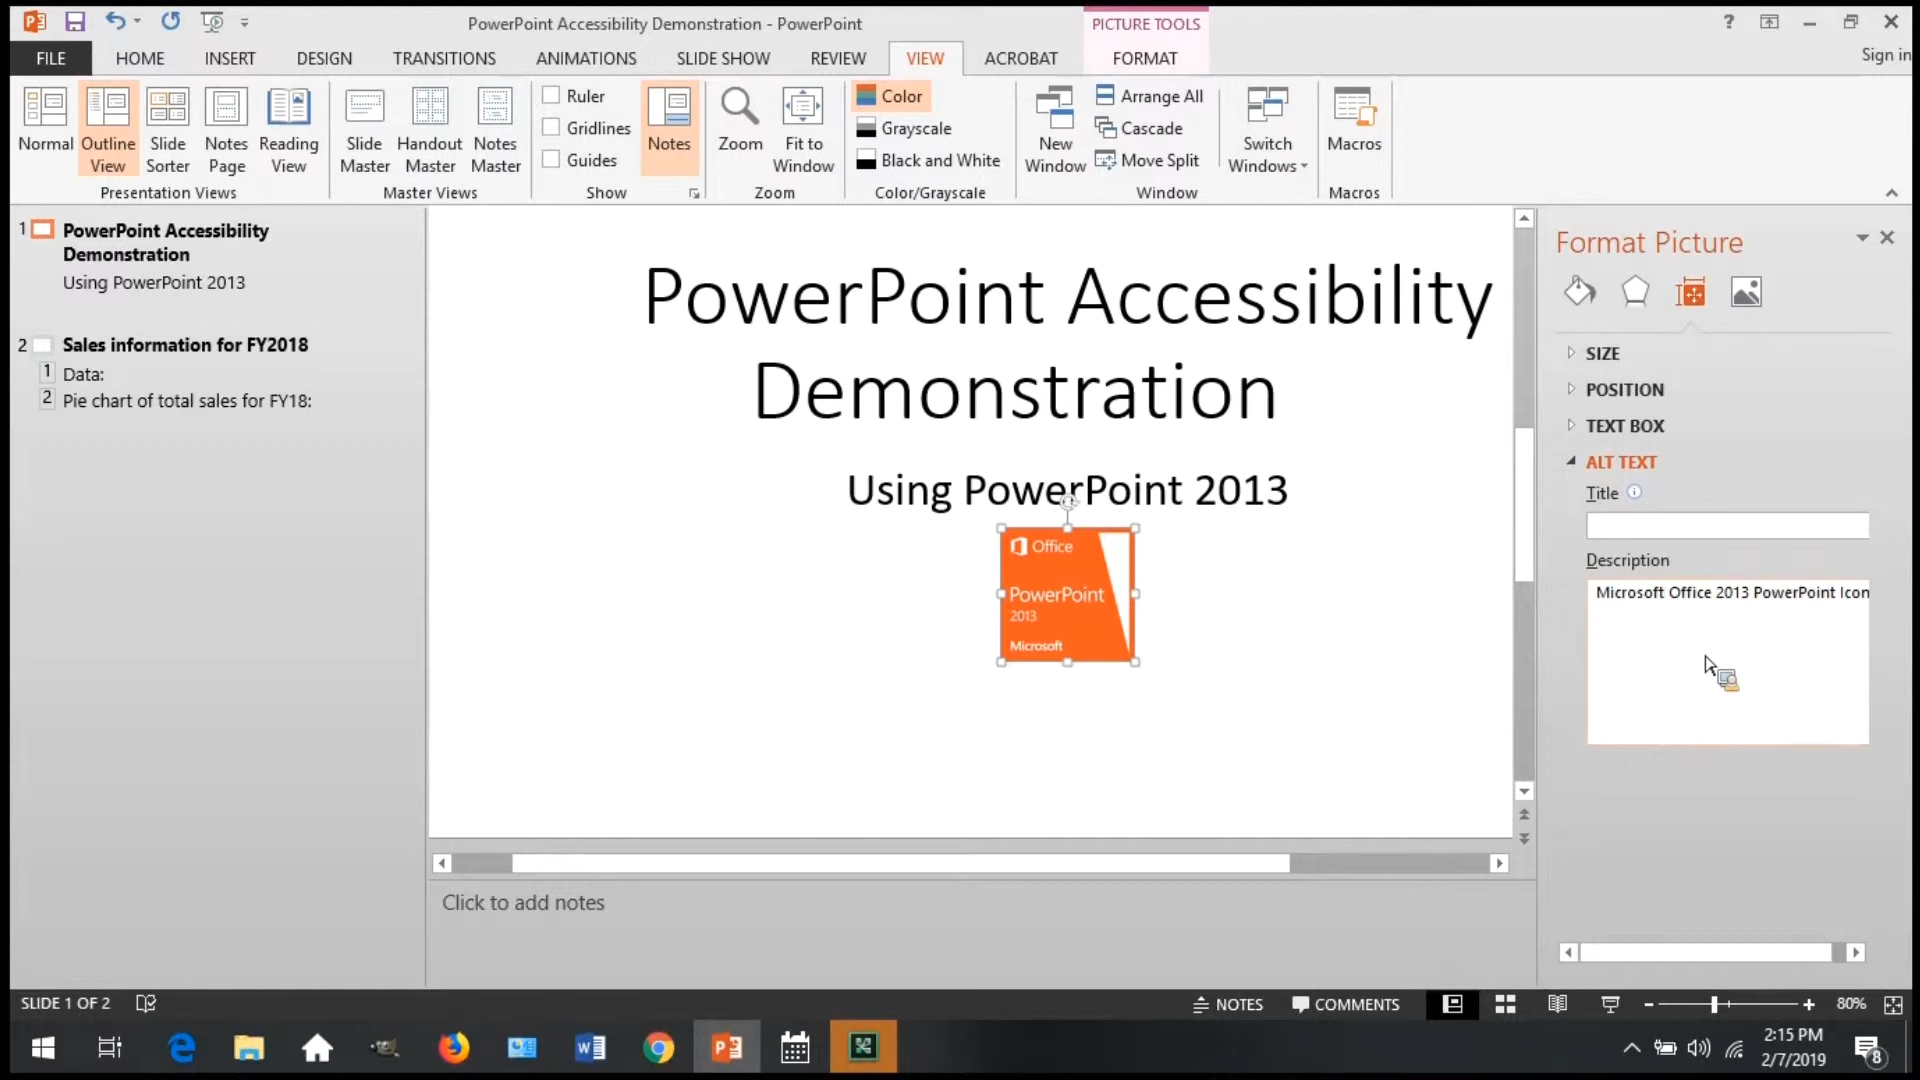 PowerPoint Accessibility Demonstration - PowerPoint
PICTURE TOOLS
?
Sign in
FILE
HOME
INSERT
DESIGN
TRANSITIONS
ANIMATIONS
SLIDE SHOW
REVIEW
VIEW
ACROBAT
FORMAT
Normal
Outline
View
Slide
Sorter
Notes
Page
Reading
View
Presentation Views
Slide
Master
Handout
Master
Notes
Master
Master Views
Ruler
Gridlines
Guides
Show
Notes
Zoom
Fit to
Window
Zoom
Color
Grayscale
Black and White
Color/Grayscale
New
Window
Arrange All
Cascade
Move Split
Switch
Windows
Window
Macros
Macros
1 PowerPoint Accessibility
Demonstration
Using PowerPoint 2013
2 Sales information for FY2018
1 Data:
2 Pie chart of total sales for FY18:
PowerPoint Accessibility
Demonstration
Using PowerPoint 2013
Office
PowerPoint
2013
Microsoft
Click to add notes
Format Picture
SIZE
POSITION
TEXT BOX
ALT TEXT
Title
Description
Microsoft Office 2013 PowerPoint Icon
SLIDE 1 OF 2
NOTES
COMMENTS
80%
2:15 PM
2/7/2019
8